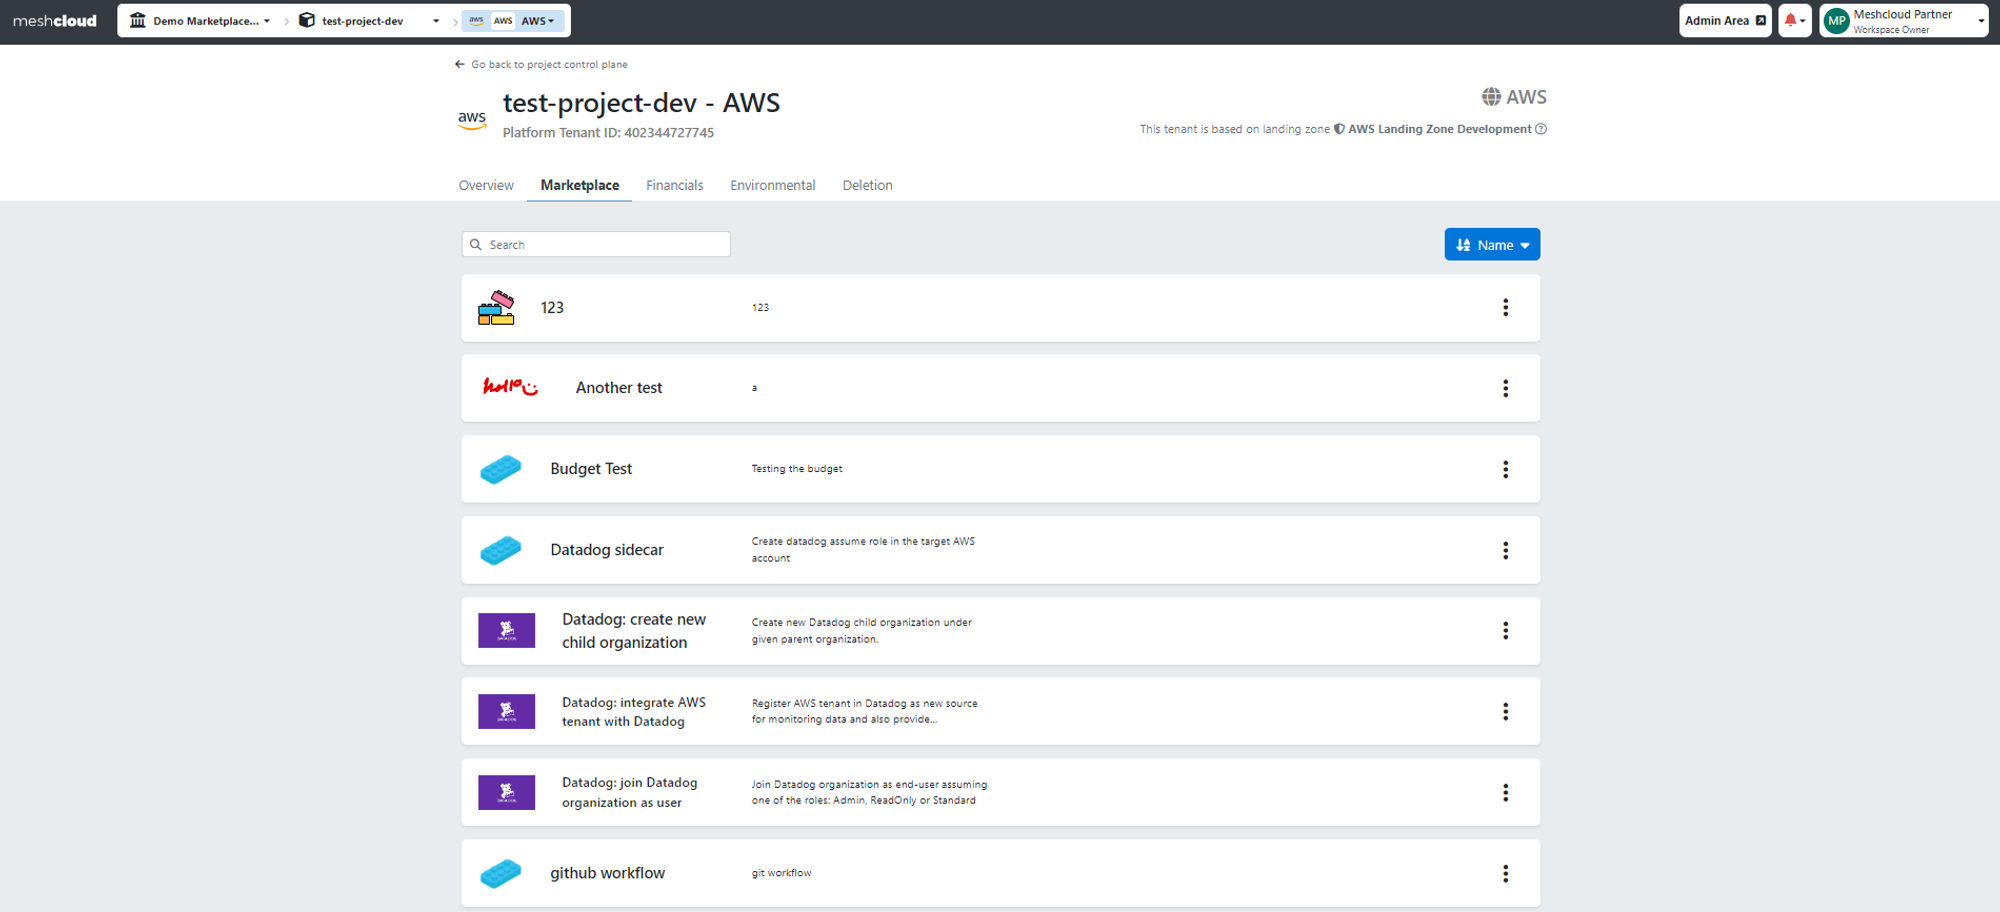 meshcloud
Demo Marketplace...
test-project-dev
aws AWS AWS
Admin Area
MP
Meshcloud Partner
Workspace Owner
Go back to project control plane
aws
test-project-dev - AWS
Platform Tenant ID: 402344727745
AWS
This tenant is based on landing zone AWS Landing Zone Development
Overview Marketplace Financials Environmental Deletion
Search
Name
123
123
hello
Another test
a
Budget Test
Testing the budget
Datadog sidecar
Create datadog assume role in the target AWS
account
DATADOG
Datadog: create new
child organization
Create new Datadog child organization under
given parent organization.
DATADOG
Datadog: integrate AWS
tenant with Datadog
Register AWS tenant in Datadog as new source
for monitoring data and also provide...
DATADOG
Datadog: join Datadog
organization as user
Join Datadog organization as end-user assuming
one of the roles: Admin, ReadOnly or Standard
github workflow
git workflow